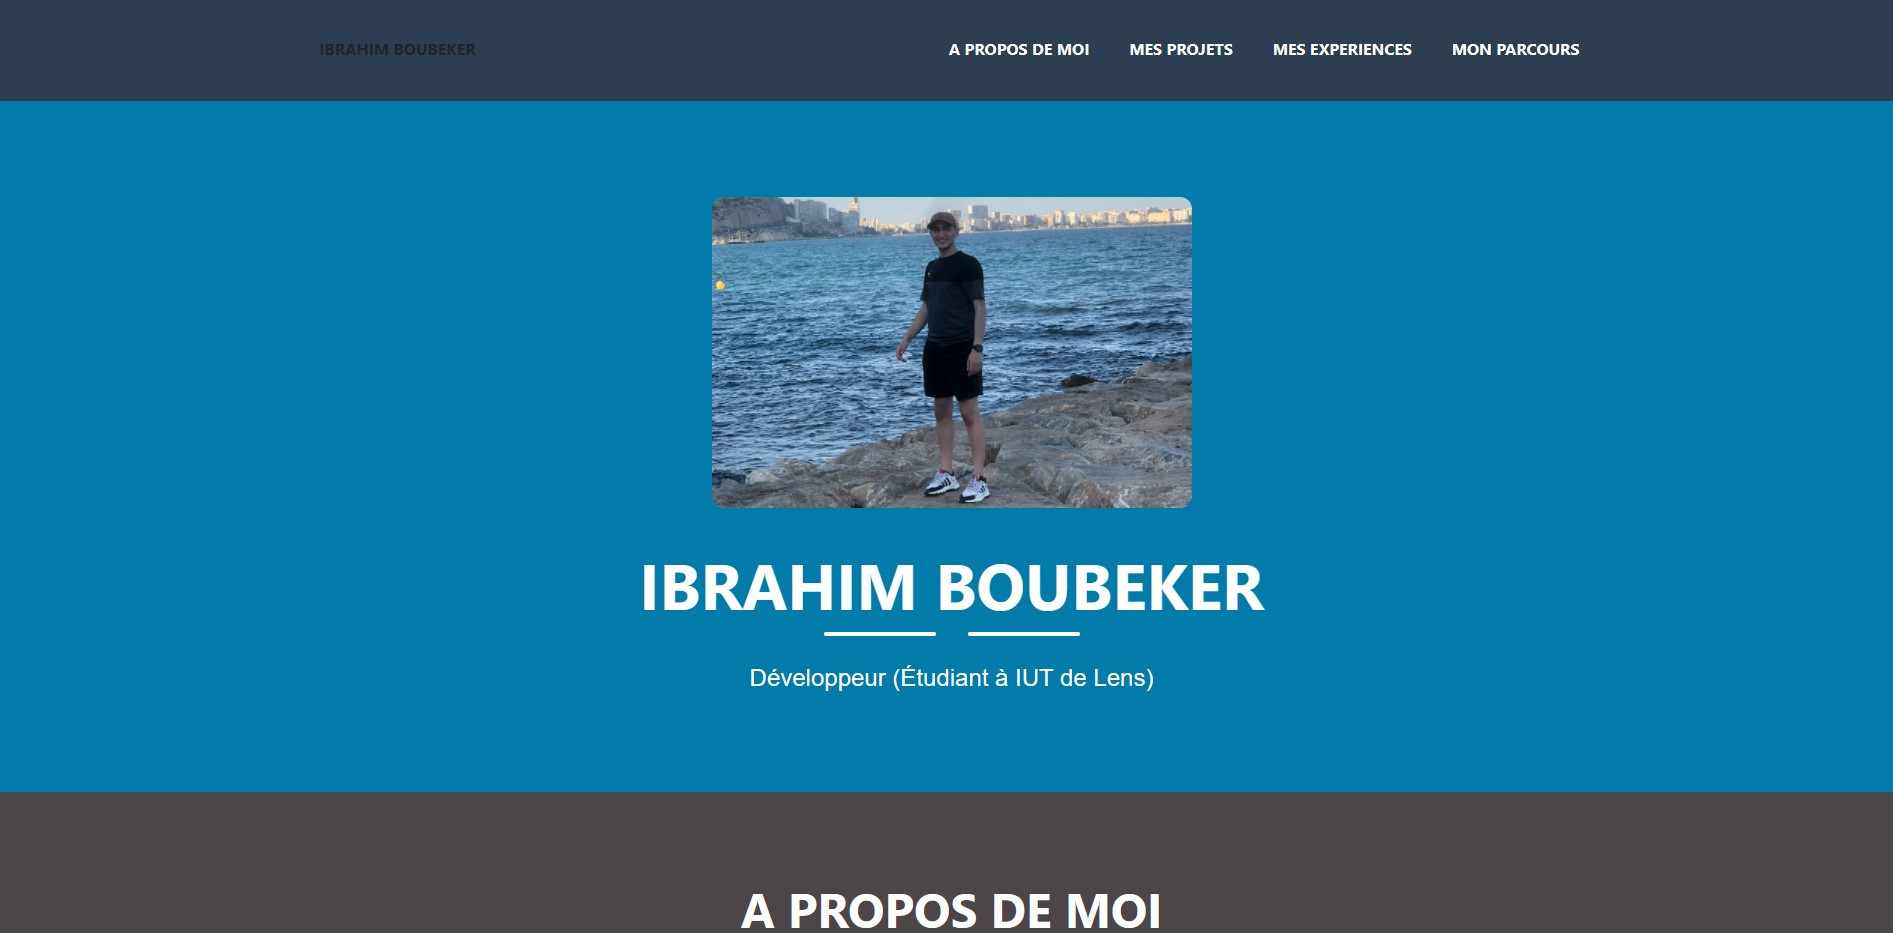 IBRAHIM BOUBEKER
A PROPOS DE MOI
MES PROJETS
MES EXPERIENCES
MON PARCOURS
IBRAHIM BOUBEKER
Développeur (Étudiant à IUT de Lens)
A PROPOS DE MOI